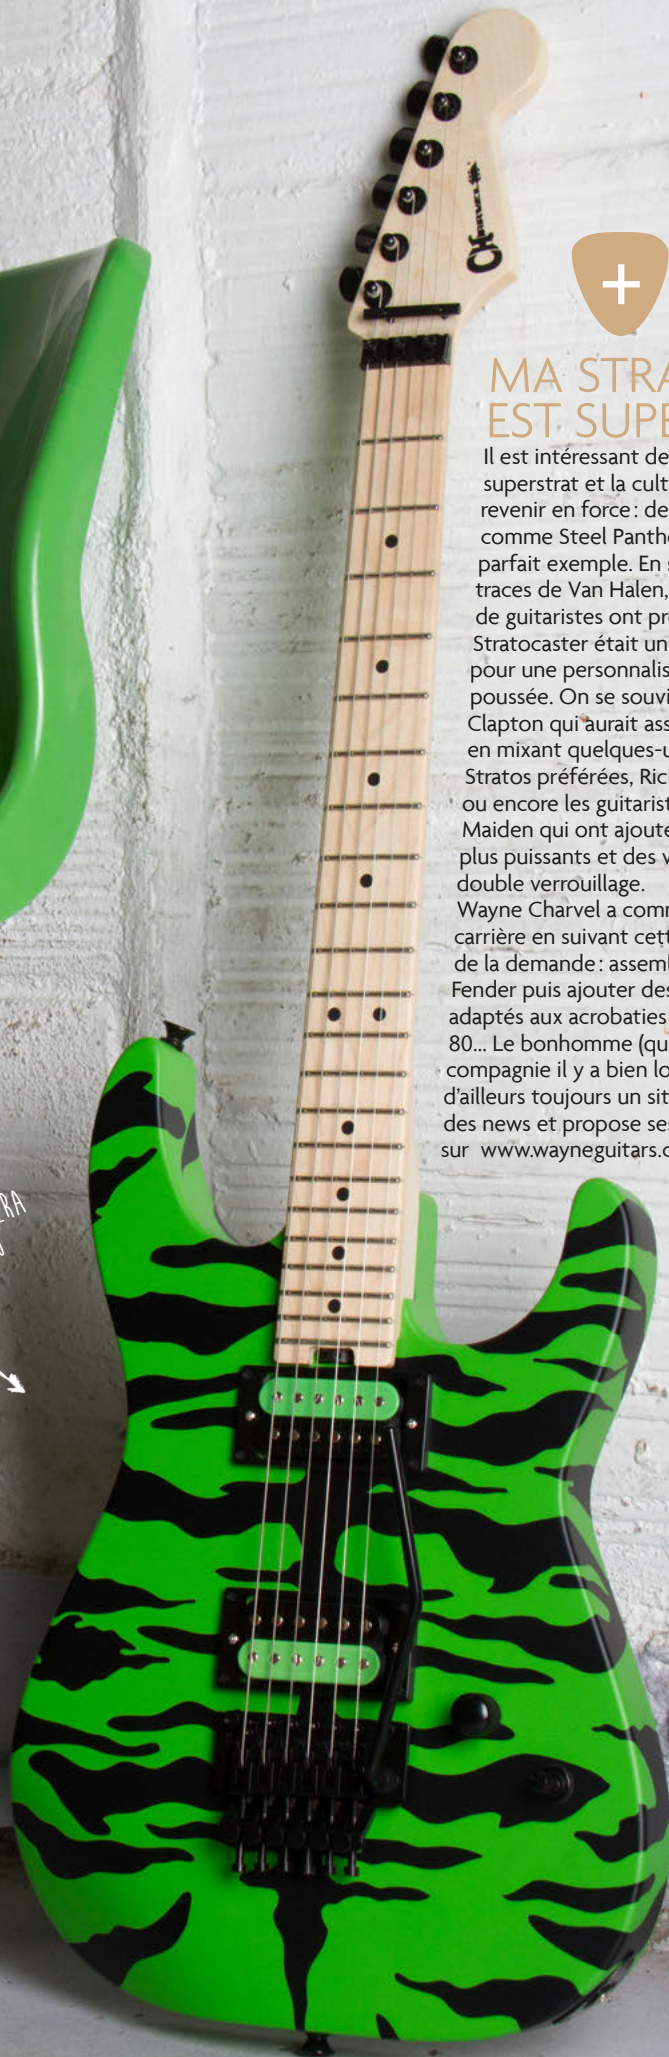 CHarvel
+
MA STRA
EST SUPE
Il est intéressant de
superstrat et la cult
revenir en force : de
comme Steel Panthe
parfait exemple. En s
traces de Van Halen,
de guitaristes ont pr
Stratocaster était un
pour une personnalis
poussée. On se souvi
Clapton qui aurait ass
en mixant quelques-u
Stratos préférées, Ric
ou encore les guitarist
Maiden qui ont ajouté
plus puissants et des v
double verrouillage.
Wayne Charvel a comm
carrière en suivant cett
de la demande : assembl
Fender puis ajouter des
adaptés aux acrobaties
80... Le bonhomme (qu
compagnie il y a bien lo
d'ailleurs toujours un sit
des news et propose ses
sur www.wayneguitars.c
RA